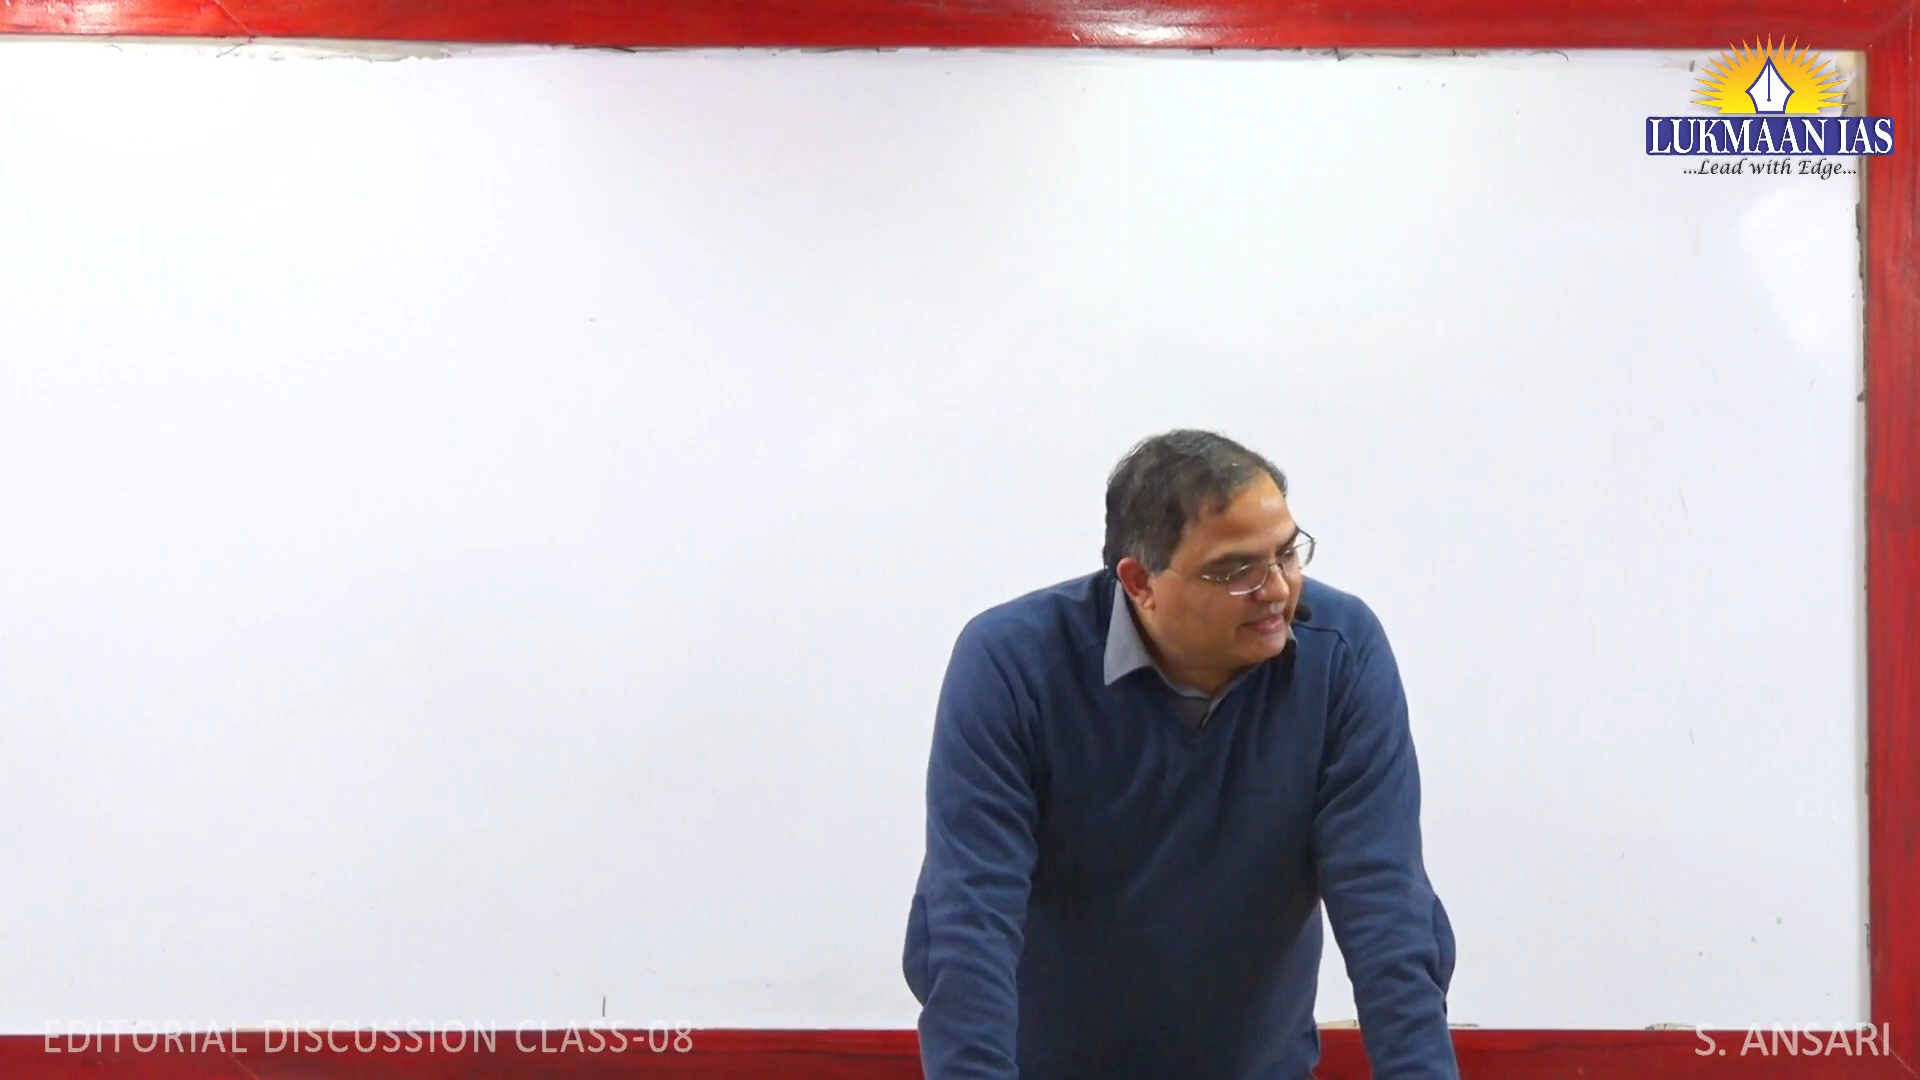 LUKMAAN IAS
...Lead with Edge...
EDITORIAL DISCUSSION CLASS-08
S. ANSARI